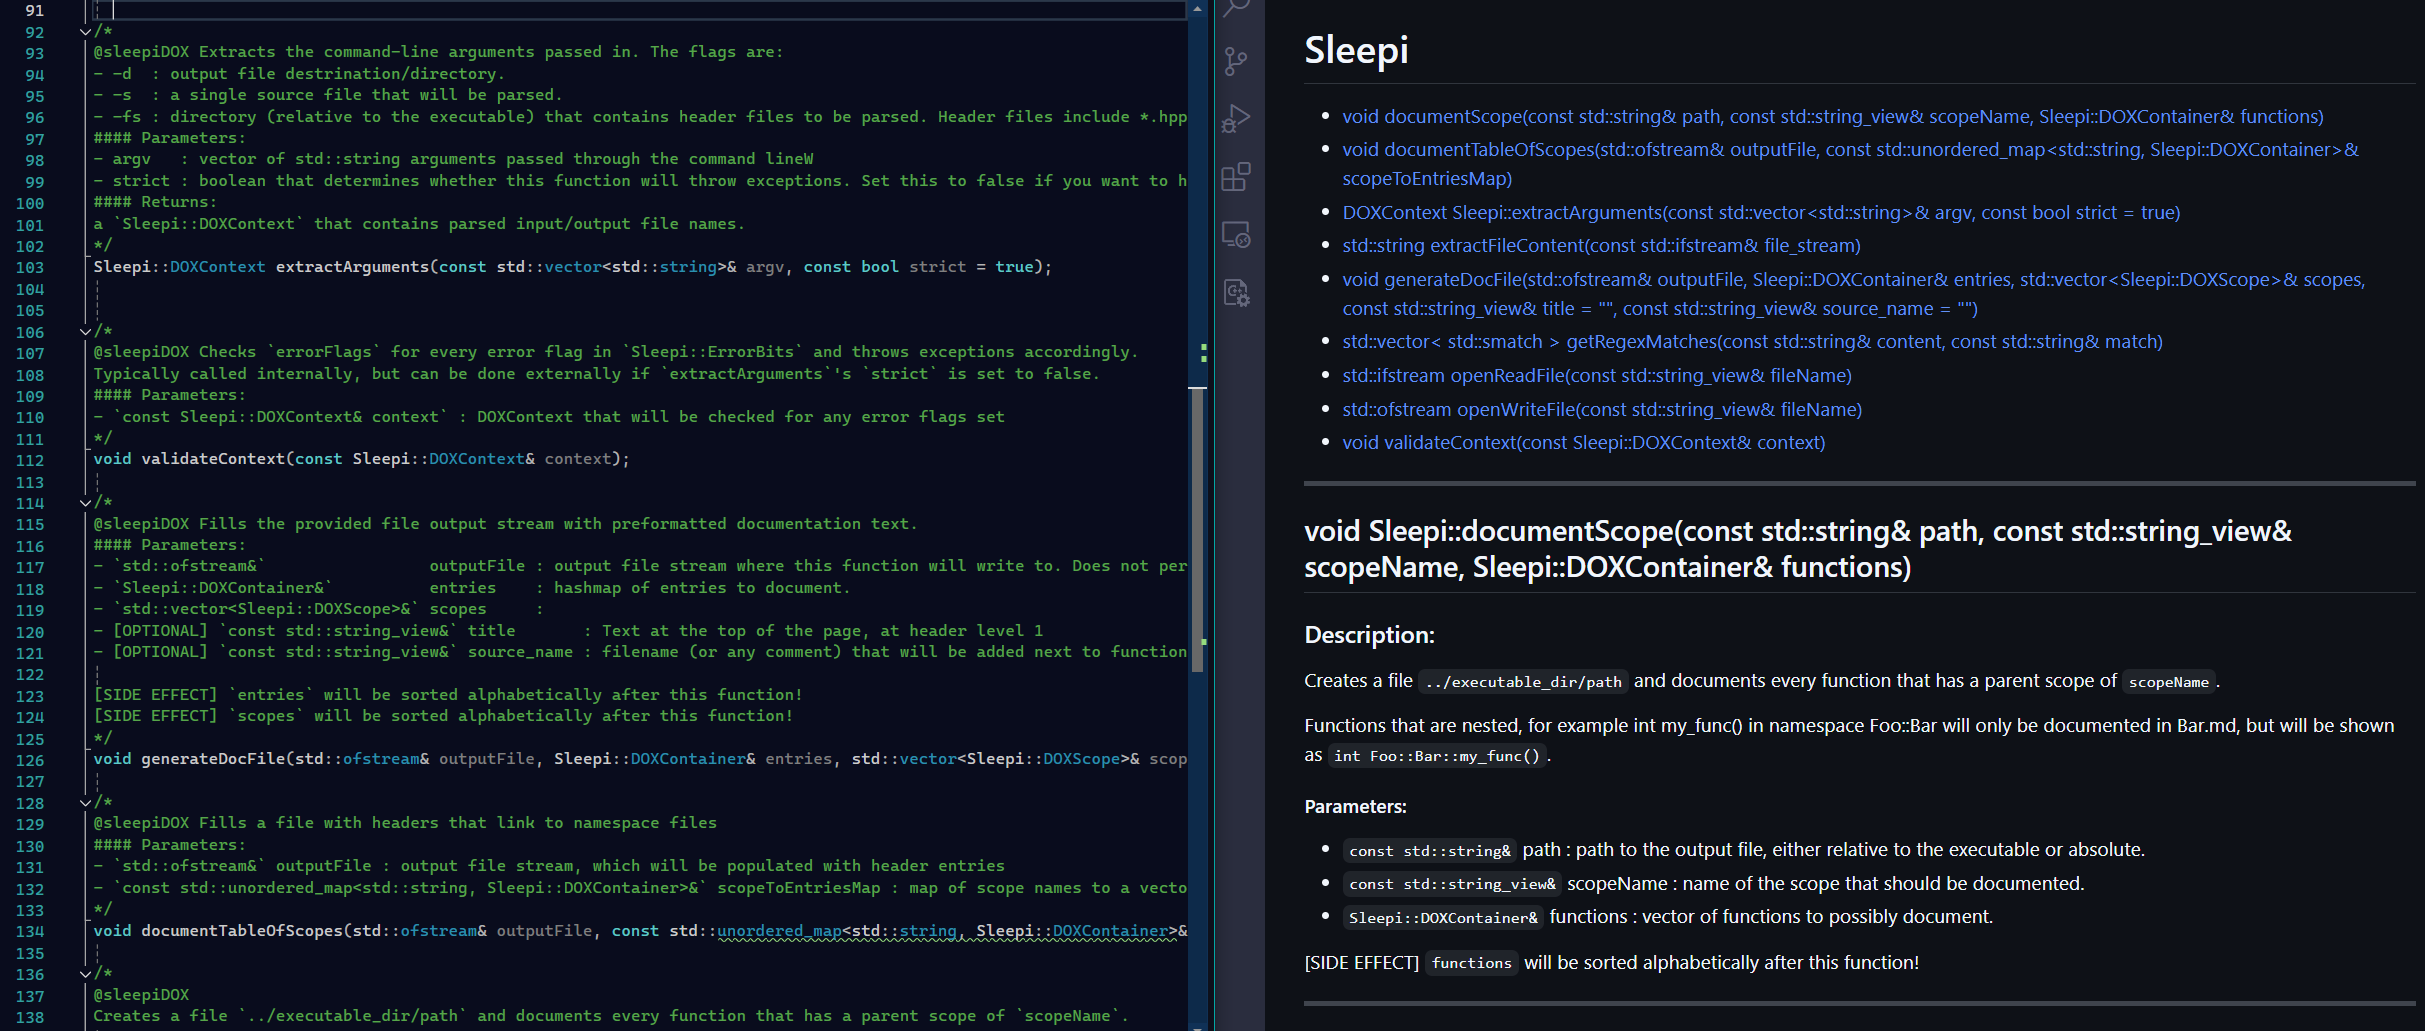 91
92 /*
93 @sleepiDOX Extracts the command-line arguments passed in. The flags are:
94 - -d  : output file destrination/directory.
95 - -s  : a single source file that will be parsed.
96 - -fs : directory (relative to the executable) that contains header files to be parsed. Header files include *.hpp
97 #### Parameters:
98 - argv   : vector of std::string arguments passed through the command lineW
99 - strict : boolean that determines whether this function will throw exceptions. Set this to false if you want to h
100 #### Returns:
101 a `Sleepi::DOXContext` that contains parsed input/output file names.
102 */
103 Sleepi::DOXContext extractArguments(const std::vector<std::string>& argv, const bool strict = true);
104
105
106 /*
107 @sleepiDOX Checks `errorFlags` for every error flag in `Sleepi::ErrorBits` and throws exceptions accordingly.
108 Typically called internally, but can be done externally if `extractArguments`'s `strict` is set to false.
109 #### Parameters:
110 - `const Sleepi::DOXContext& context` : DOXContext that will be checked for any error flags set
111 */
112 void validateContext(const Sleepi::DOXContext& context);
113
114 /*
115 @sleepiDOX Fills the provided file output stream with preformatted documentation text.
116 #### Parameters:
117 - `std::ofstream&`                 outputFile : output file stream where this function will write to. Does not per
118 - `Sleepi::DOXContainer&`          entries    : hashmap of entries to document.
119 - `std::vector<Sleepi::DOXScope>&` scopes     :
120 - [OPTIONAL] `const std::string_view&` title       : Text at the top of the page, at header level 1
121 - [OPTIONAL] `const std::string_view&` source_name : filename (or any comment) that will be added next to function
122
123 [SIDE EFFECT] `entries` will be sorted alphabetically after this function!
124 [SIDE EFFECT] `scopes` will be sorted alphabetically after this function!
125 */
126 void generateDocFile(std::ofstream& outputFile, Sleepi::DOXContainer& entries, std::vector<Sleepi::DOXScope>& scop
127
128 /*
129 @sleepiDOX Fills a file with headers that link to namespace files
130 #### Parameters:
131 - `std::ofstream&` outputFile : output file stream, which will be populated with header entries
132 - `const std::unordered_map<std::string, Sleepi::DOXContainer>&` scopeToEntriesMap : map of scope names to a vecto
133 */
134 void documentTableOfScopes(std::ofstream& outputFile, const std::unordered_map<std::string, Sleepi::DOXContainer>&
135
136 /*
137 @sleepiDOX
138 Creates a file `../executable_dir/path` and documents every function that has a parent scope of `scopeName`.
Sleepi
• void documentScope(const std::string& path, const std::string_view& scopeName, Sleepi::DOXContainer& functions)
• void documentTableOfScopes(std::ofstream& outputFile, const std::unordered_map<std::string, Sleepi::DOXContainer>&
scopeToEntriesMap)
• DOXContext Sleepi::extractArguments(const std::vector<std::string>& argv, const bool strict = true)
• std::string extractFileContent(const std::ifstream& file_stream)
• void generateDocFile(std::ofstream& outputFile, Sleepi::DOXContainer& entries, std::vector<Sleepi::DOXScope>& scopes,
const std::string_view& title = "", const std::string_view& source_name = "")
• std::vector< std::smatch > getRegexMatches(const std::string& content, const std::string& match)
• std::ifstream openReadFile(const std::string_view& fileName)
• std::ofstream openWriteFile(const std::string_view& fileName)
• void validateContext(const Sleepi::DOXContext& context)
void Sleepi::documentScope(const std::string& path, const std::string_view&
scopeName, Sleepi::DOXContainer& functions)
Description:
Creates a file ../executable_dir/path and documents every function that has a parent scope of scopeName.
Functions that are nested, for example int my_func() in namespace Foo::Bar will only be documented in Bar.md, but will be shown
as int Foo::Bar::my_func().
Parameters:
• const std::string& path : path to the output file, either relative to the executable or absolute.
• const std::string_view& scopeName : name of the scope that should be documented.
• Sleepi::DOXContainer& functions : vector of functions to possibly document.
[SIDE EFFECT] functions will be sorted alphabetically after this function!